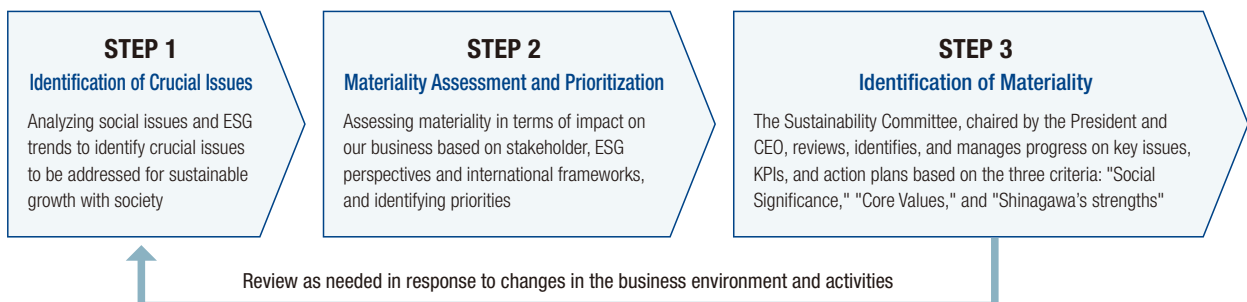 STEP 1
Identification of Crucial Issues
Analyzing social issues and ESG
trends to identify crucial issues
to be addressed for sustainable
growth with society
STEP 2
Materiality Assessment and Prioritization
Assessing materiality in terms of impact on
our business based on stakeholder, ESG
perspectives and international frameworks,
and identifying priorities
STEP 3
Identification of Materiality
The Sustainability Committee, chaired by the President and
CEO, reviews, identifies, and manages progress on key issues,
KPIs, and action plans based on the three criteria: "Social
Significance," "Core Values," and "Shinagawa’s strengths"
Review as needed in response to changes in the business environment and activities